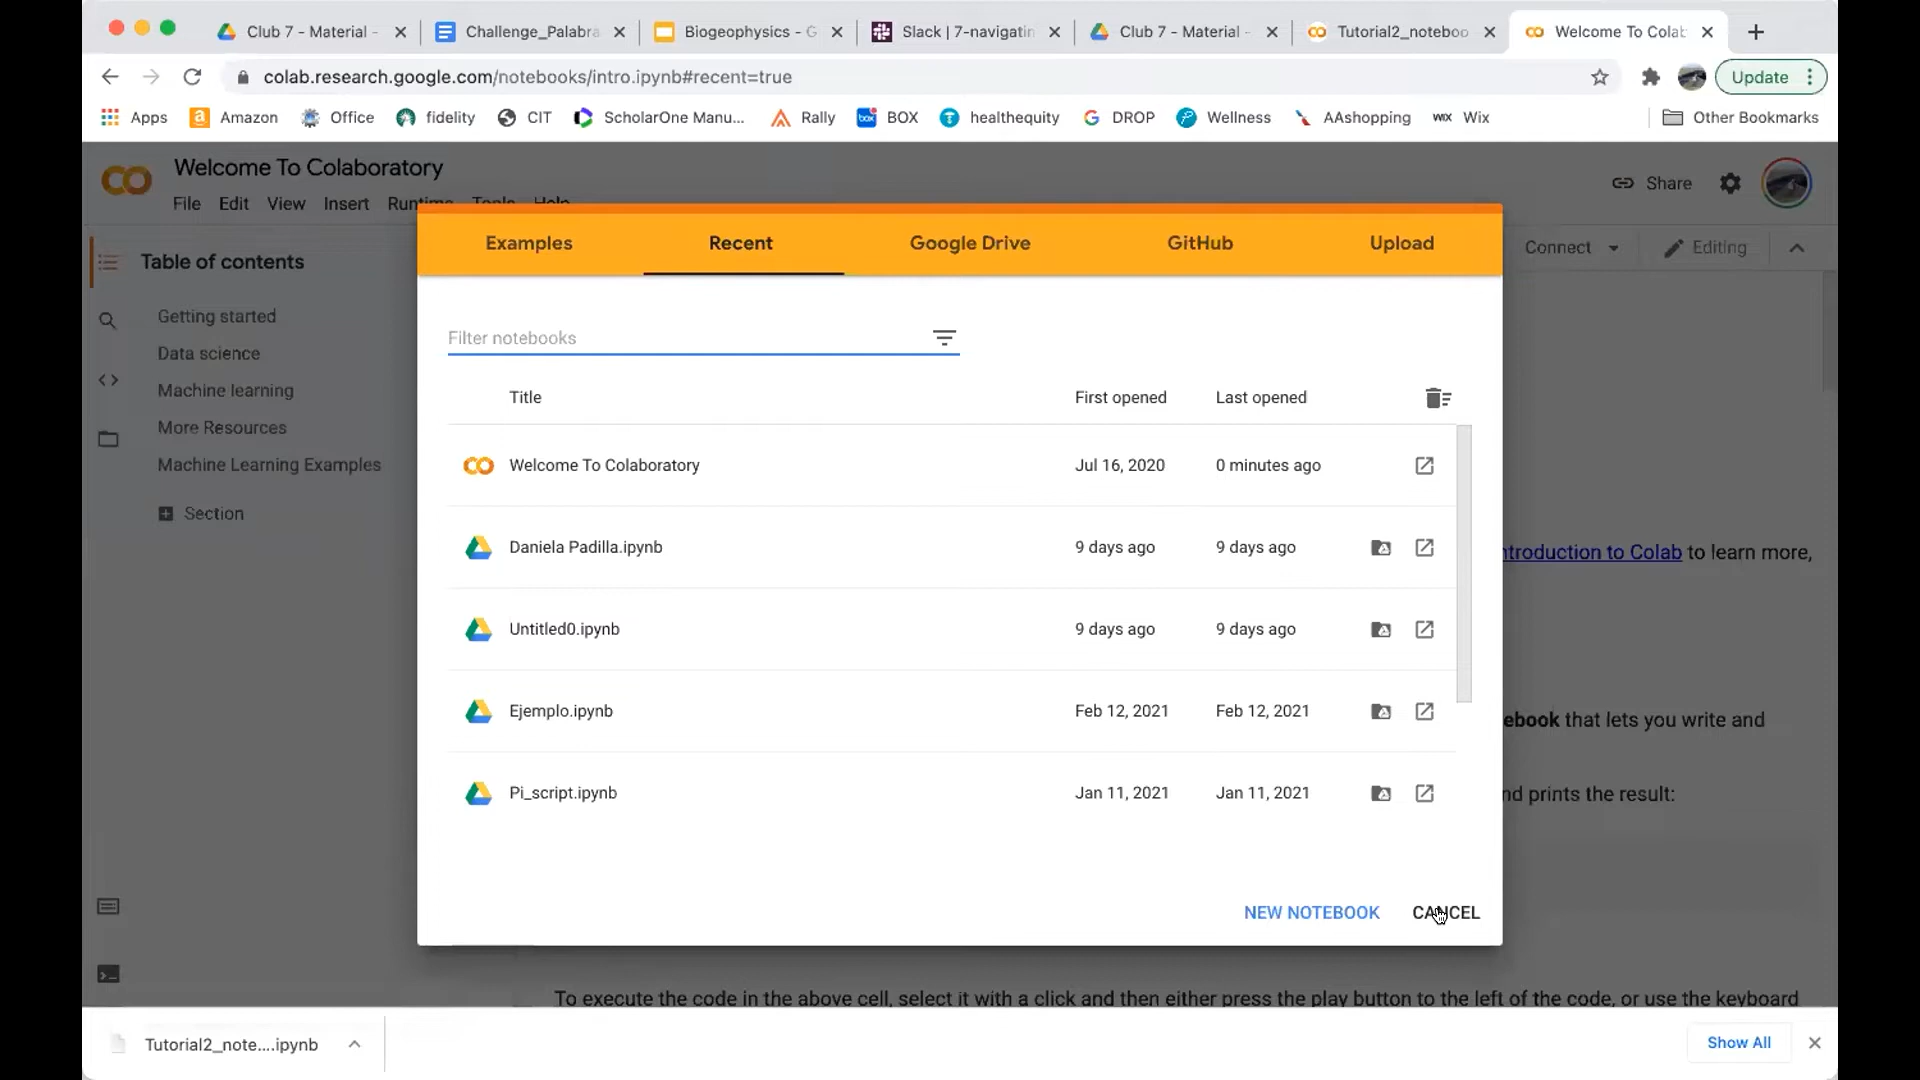 Club 7 - Material -
Challenge_Palabra
Biogeophysics - G
Slack | 7-navigatin
Club 7 - Material -
Tutorial2_noteboo
Welcome To Colab
colab.research.google.com/notebooks/intro.ipynb#recent=true
Update
Apps
Amazon
Office
fidelity
CIT
ScholarOne Manu...
Rally
BOX
healthequity
DROP
Wellness
AAshopping
Wix
Other Bookmarks
Welcome To Colaboratory
File Edit View Insert Runtime Tools Help
Share
Connect
Editing
Table of contents
Getting started
Data science
Machine learning
More Resources
Machine Learning Examples
Section
Examples
Recent
Google Drive
GitHub
Upload
Filter notebooks
Title First opened Last opened
Welcome To Colaboratory Jul 16, 2020 0 minutes ago
Daniela Padilla.ipynb 9 days ago 9 days ago
Untitled0.ipynb 9 days ago 9 days ago
Ejemplo.ipynb Feb 12, 2021 Feb 12, 2021
Pi_script.ipynb Jan 11, 2021 Jan 11, 2021
NEW NOTEBOOK CANCEL
ntroduction to Colab to learn more,
ebook that lets you write and
nd prints the result:
To execute the code in the above cell, select it with a click and then either press the play button to the left of the code, or use the keyboard
Tutorial2_note....ipynb
Show All